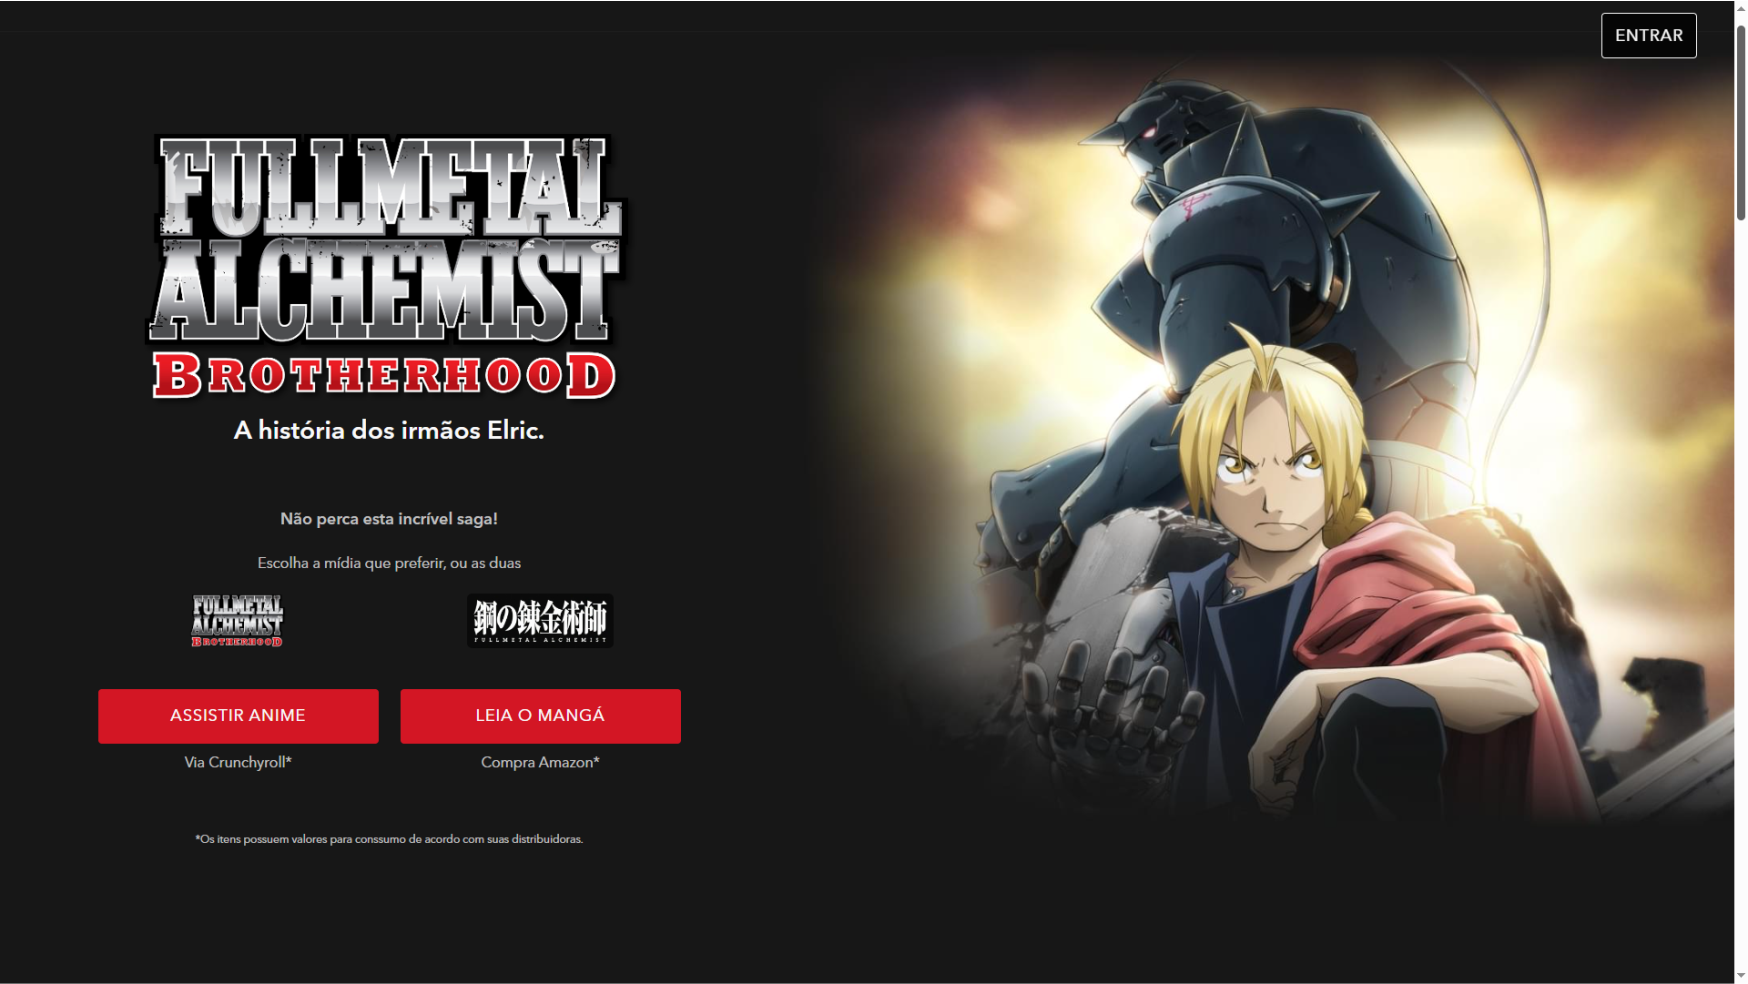 ENTRAR
FULLMETAL
ALCHEMIST
BROTHERHOOD
A história dos irmãos Elric.
Não perca esta incrível saga!
Escolha a mídia que preferir, ou as duas
FULLMETAL
ALCHEMIST
BROTHERHOOD
鋼の錬金術師
FULLMETAL ALCHEMIST
ASSISTIR ANIME
LEIA O MANGÁ
Via Crunchyroll*
Compra Amazon*
*Os itens possuem valores para conssumo de acordo com suas distribuidoras.